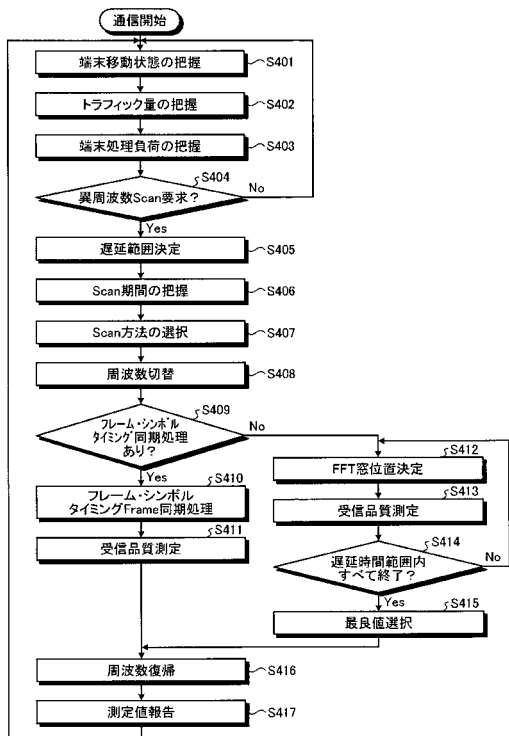 通信開始
端末移動状態の把握
S401
トラフィック量の把握
S402
端末処理負荷の把握
S403
S404
異周波数Scan要求?
No
Yes
遅延範囲決定
S405
Scan期間の把握
S406
Scan方法の選択
S407
周波数切替
S408
S409
フレーム・シンボル
タイミング同期処理
あり?
No
Yes
S410
フレーム・シンボル
タイミングFrame同期処理
S411
受信品質測定
S412
FFT窓位置決定
S413
受信品質測定
S414
遅延時間範囲内
すべて終了?
No
Yes
S415
最良値選択
周波数復帰
S416
測定値報告
S417